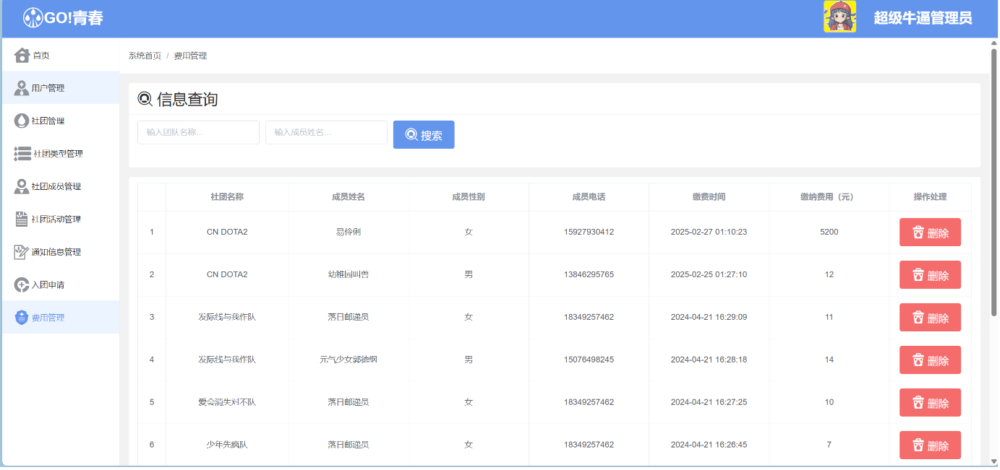 GO!青春
超级牛逼管理员
首页
用户管理
社团管理
社团类型管理
社团成员管理
社团活动管理
通知信息管理
入团申请
费用管理
系统首页 / 费用管理
信息查询
输入团队名称... 输入成员姓名... 搜索
社团名称 成员姓名 成员性别 成员电话 缴费时间 缴纳费用（元） 操作处理
1 CN DOTA2 易伶俐 女 15927930412 2025-02-27 01:10:23 5200 删除
2 CN DOTA2 幼稚园叫兽 男 13846295765 2025-02-25 01:27:10 12 删除
3 发际线与我作队 落日邮递员 女 18349257462 2024-04-21 16:29:09 11 删除
4 发际线与我作队 元气少女郭德纲 男 15076498245 2024-04-21 16:28:18 14 删除
5 爱会消失对不队 落日邮递员 女 18349257462 2024-04-21 16:27:25 10 删除
6 少年先疯队 落日邮递员 女 18349257462 2024-04-21 16:26:45 7 删除